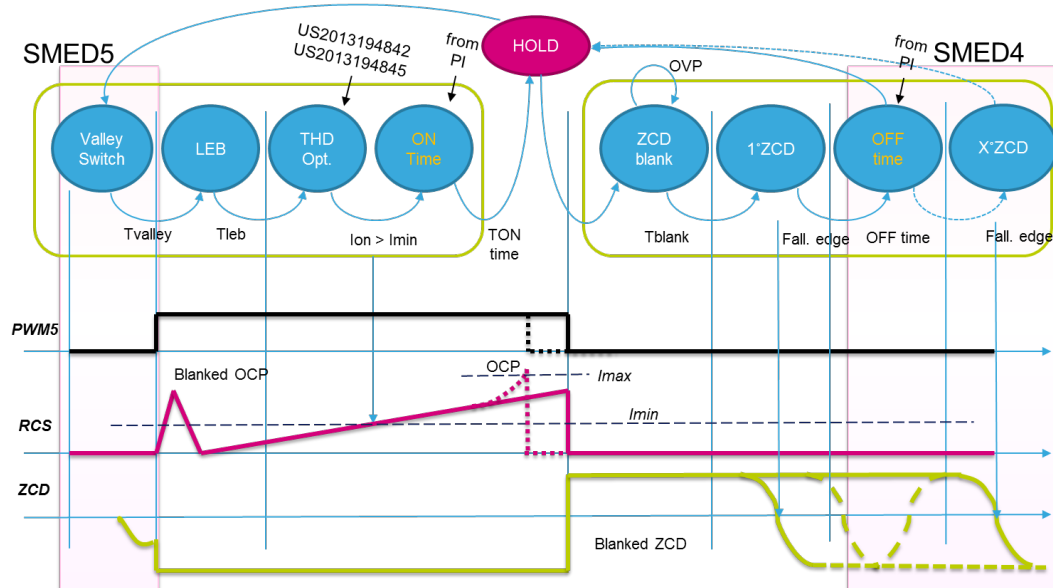 US2013194842
US2013194845
from
PI
HOLD
from
PI
SMED5
SMED4
OVP
Valley
Switch
LEB
THD
Opt.
ON
Time
ZCD
blank
1°ZCD
OFF
time
X°ZCD
Tvalley
Tleb
Ion > Imin
TON
time
Tblank
Fall. edge
OFF time
Fall. edge
PWM5
Blanked OCP
OCP
Imax
RCS
Imin
ZCD
Blanked ZCD